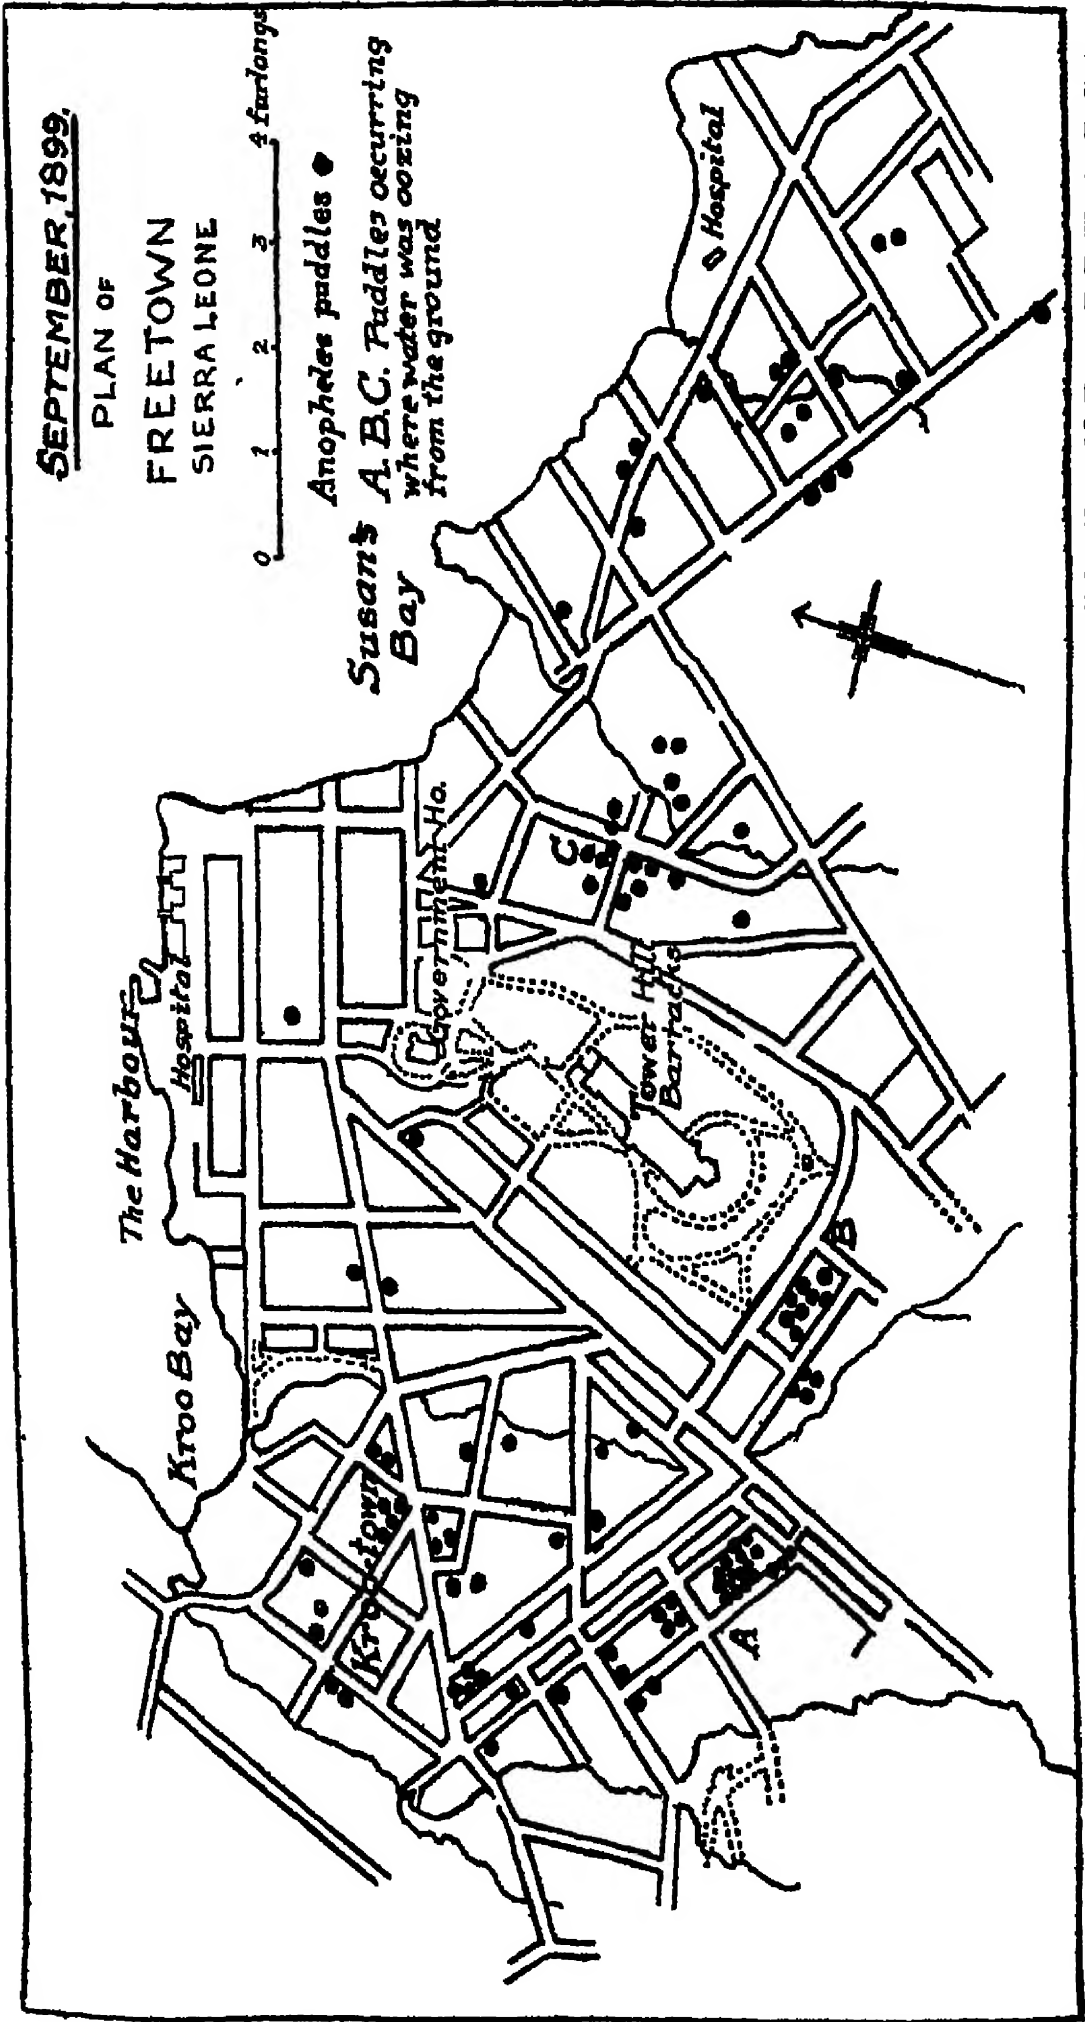 SEPTEMBER, 1899.
PLAN OF
FREETOWN
SIERRA LEONE
0 1 2 3 4 furlongs
Anopheles puddles
A.B.C. Puddles occurring
where water was oozing
from the ground
Susan's
Bay
The Harbour
Hospital
Kroo Bay
Government Ho.
Hospital
Tower Hill
Barracks
Krootown
C
B
A